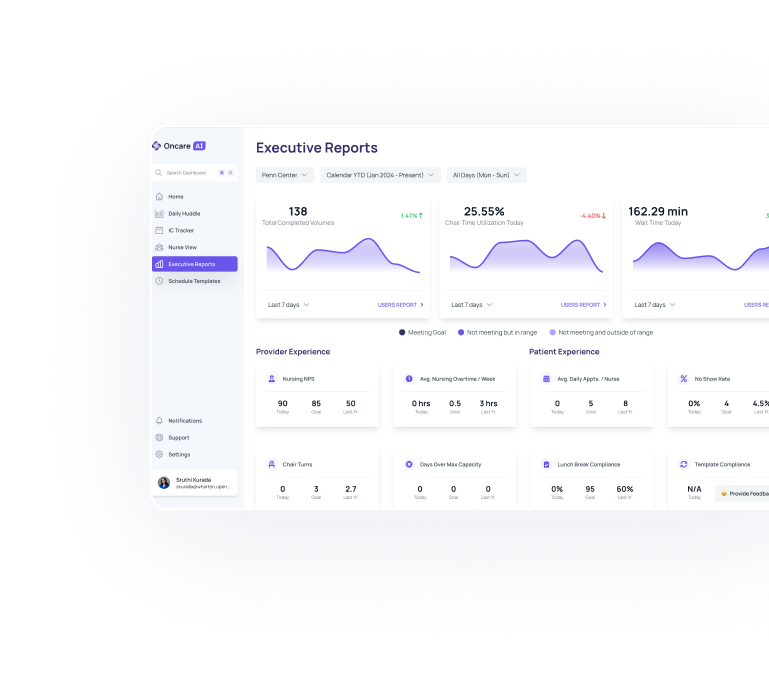 Oncare AI
Search Dashboard ⌘ K
Home
Daily Huddle
IC Tracker
Nurse View
Executive Reports
Schedule Templates
Notifications
Support
Settings
Sruthi Kurada
skurada@wharton.upen...
Executive Reports
Penn Center
Calendar YTD (Jan 2024 - Present)
All Days (Mon - Sun)
138
Total Completed Volumes
1.47%
Last 7 days
USERS REPORT
25.55%
Chair Time Utilization Today
-4.40%
Last 7 days
USERS REPORT
162.29 min
Wait Time Today
3
Last 7 days
USERS RE
Meeting Goal
Not meeting but in range
Not meeting and outside of range
Provider Experience
Nursing NPS
90 85 50
Today Goal Last Yr
Avg. Nursing Overtime / Week
0 hrs 0.5 3 hrs
Today Goal Last Yr
Chair Turns
0 3 2.7
Today Goal Last Yr
Days Over Max Capacity
0 0 0
Today Goal Last Yr
Patient Experience
Avg. Daily Appts. / Nurse
0 5 8
Today Goal Last Yr
No Show Rate
0% 4 4.5%
Today Goal Last Yr
Lunch Break Compliance
0% 95 60%
Today Goal Last Yr
Template Compliance
N/A
Today
Provide Feedba